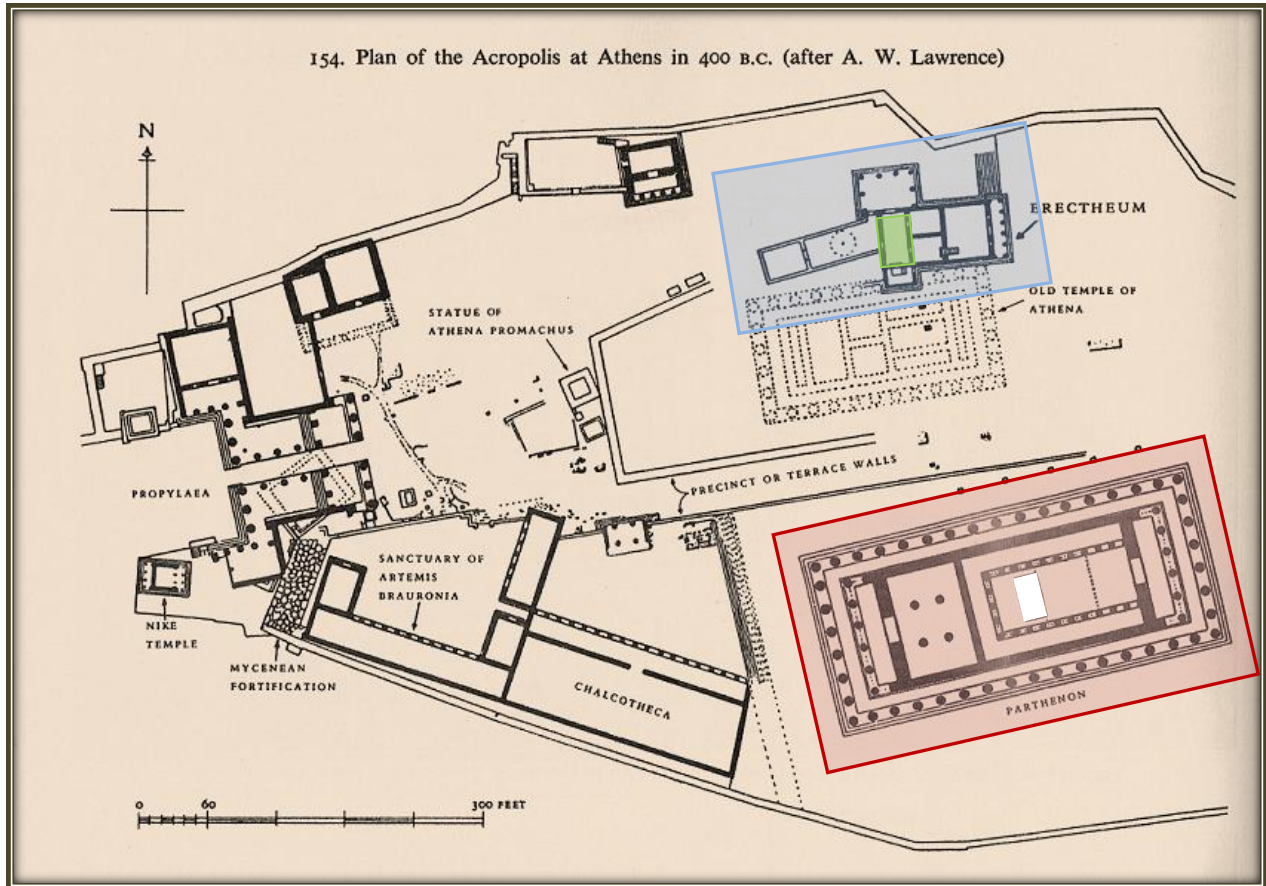 154. Plan of the Acropolis at Athens in 400 B.C. (after A. W. Lawrence)
N
ERECTHEUM
OLD TEMPLE OF
ATHENA
STATUE OF
ATHENA PROMACHUS
PRECINCT OR TERRACE WALLS
PROPYLAEA
SANCTUARY OF
ARTEMIS
BRAURONIA
NIKE
TEMPLE
MYCENEAN
FORTIFICATION
CHALCOTHECA
PARTHENON
0 60 300 FEET